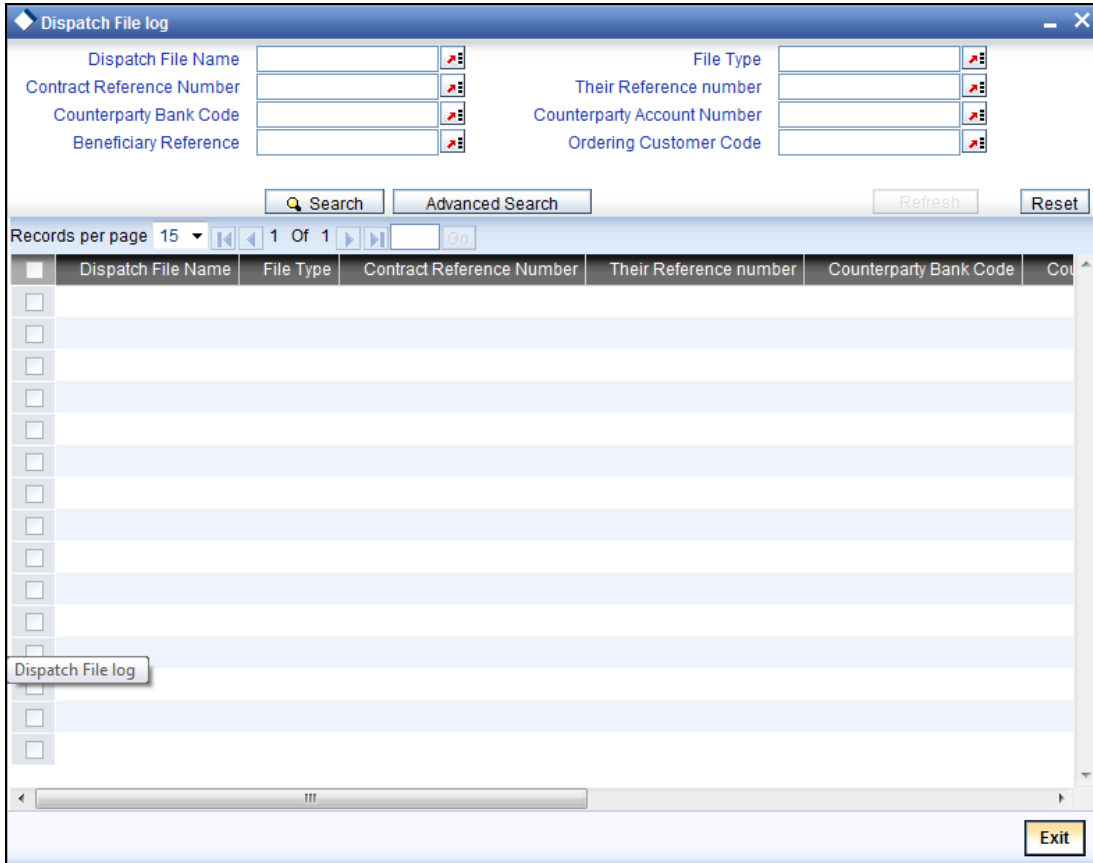 Dispatch File log
Dispatch File Name File Type
Contract Reference Number Their Reference number
Counterparty Bank Code Counterparty Account Number
Beneficiary Reference Ordering Customer Code
Search Advanced Search Refresh Reset
Records per page 15 1 Of 1 Go
Dispatch File Name File Type Contract Reference Number Their Reference number Counterparty Bank Code Cou
Dispatch File log
Exit